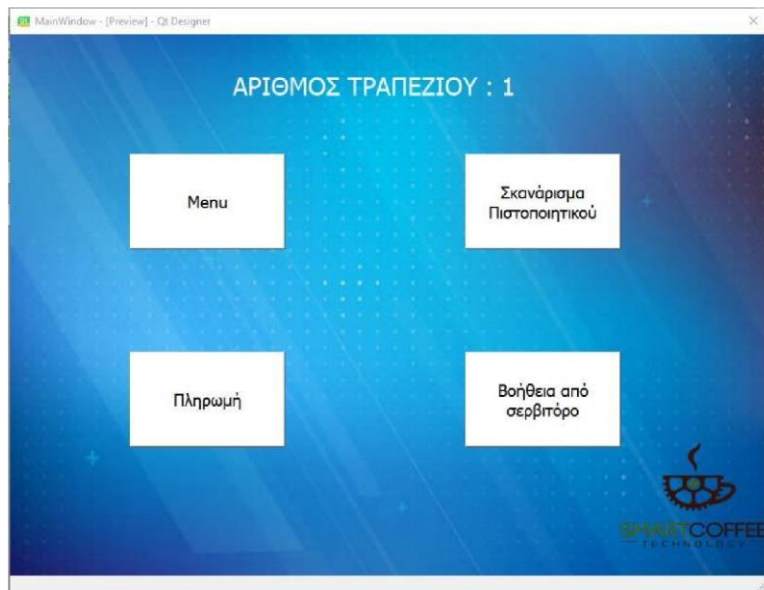 MainWindow - [Preview] - Qt Designer
ΑΡΙΘΜΟΣ ΤΡΑΠΕΖΙΟΥ : 1
Menu
Σκανάρισμα
Πιστοποιητικού
Πληρωμή
Βοήθεια από
σερβιτόρο
SMARTCOFFEE
TECHNOLOGY